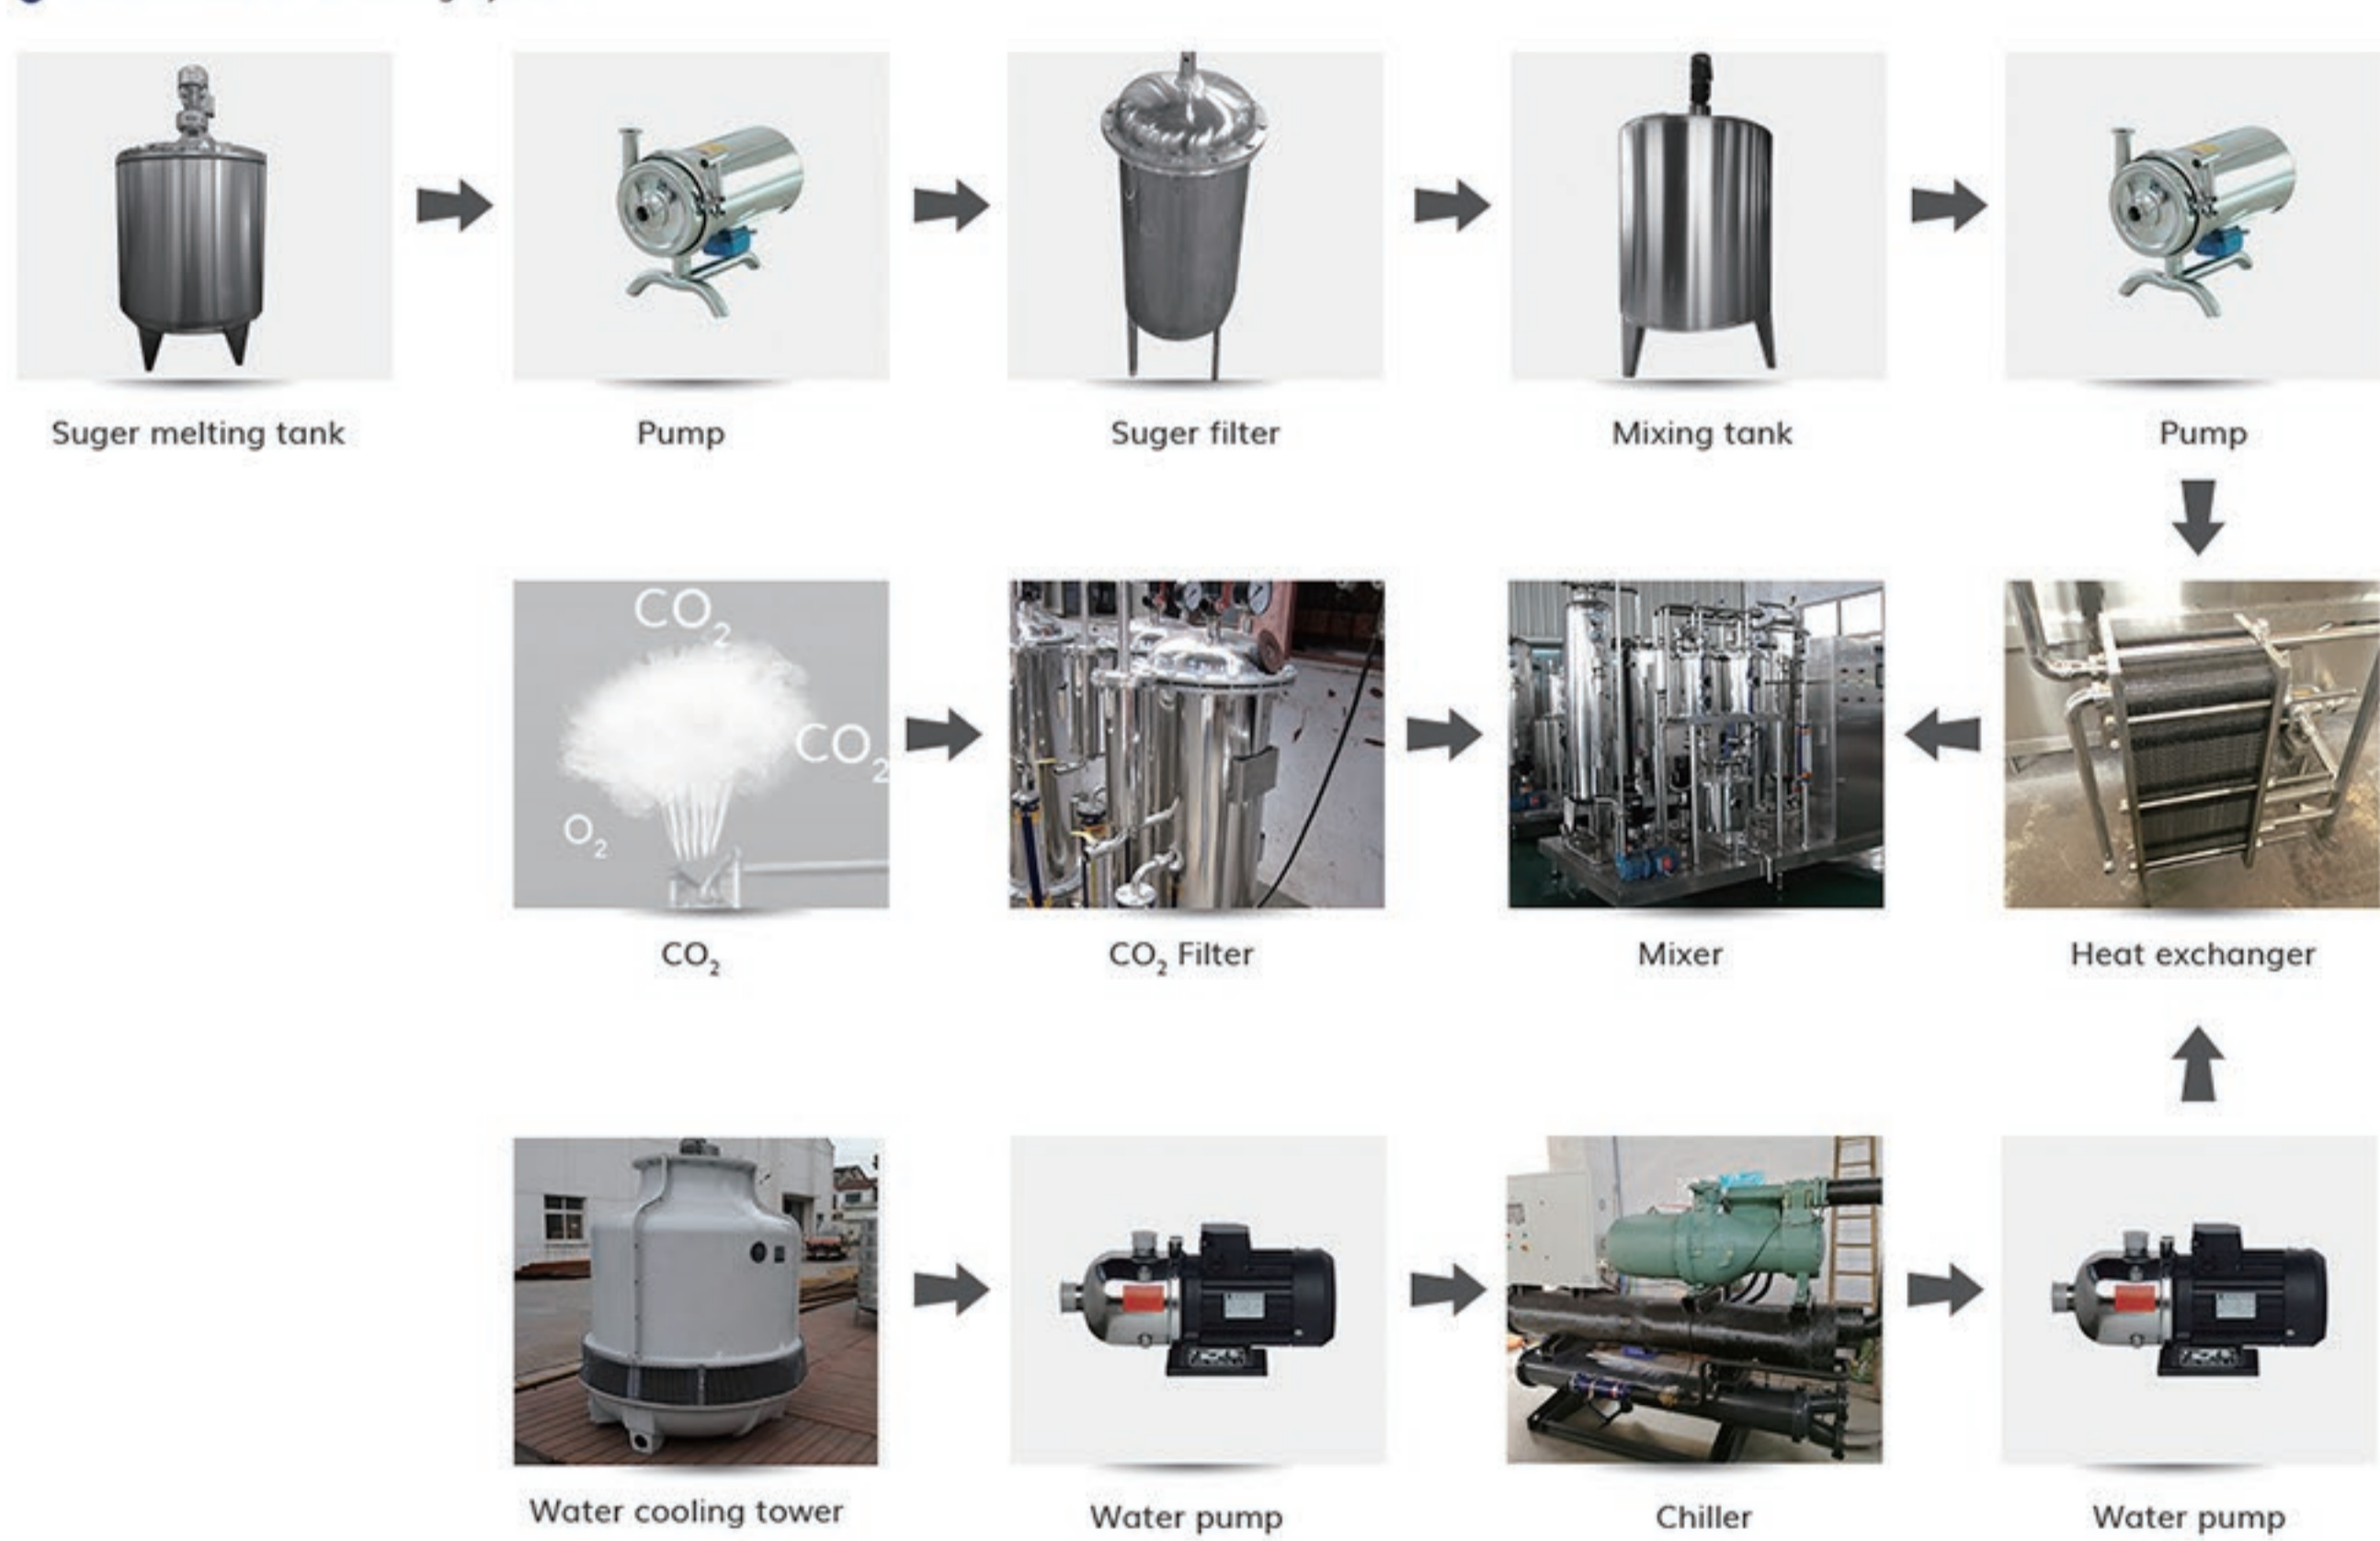 Suger melting tank
Pump
Suger filter
Mixing tank
Pump
CO₂
CO₂
O₂
CO₂
CO₂ Filter
Mixer
Heat exchanger
Water cooling tower
Water pump
Chiller
Water pump